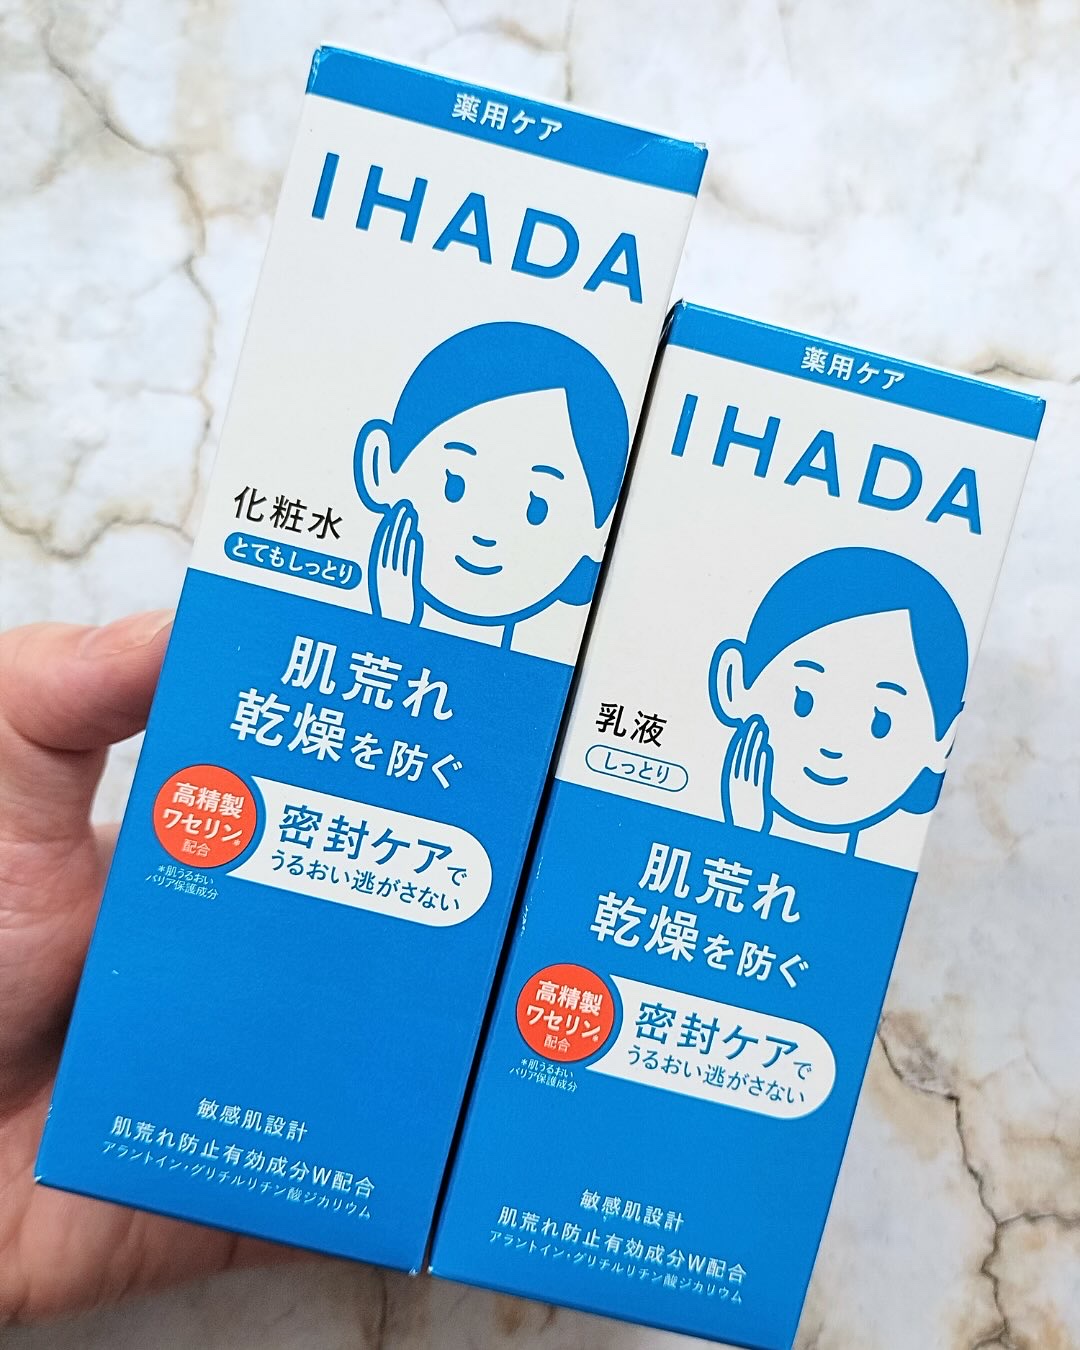 薬用ケア
IHADA
化粧水
とてもしっとり
肌荒れ
乾燥を防ぐ
高精製
ワセリン*
配合
*肌うるおい
バリア保護成分
密封ケアで
うるおい逃がさない
敏感肌設計
肌荒れ防止有効成分W配合
アラントイン・グリチルリチン酸ジカリウム
薬用ケア
IHADA
乳液
しっとり
肌荒れ
乾燥を防ぐ
高精製
ワセリン*
配合
*肌うるおい
バリア保護成分
密封ケアで
うるおい逃がさない
敏感肌設計
肌荒れ防止有効成分W配合
アラントイン・グリチルリチン酸ジカリウム